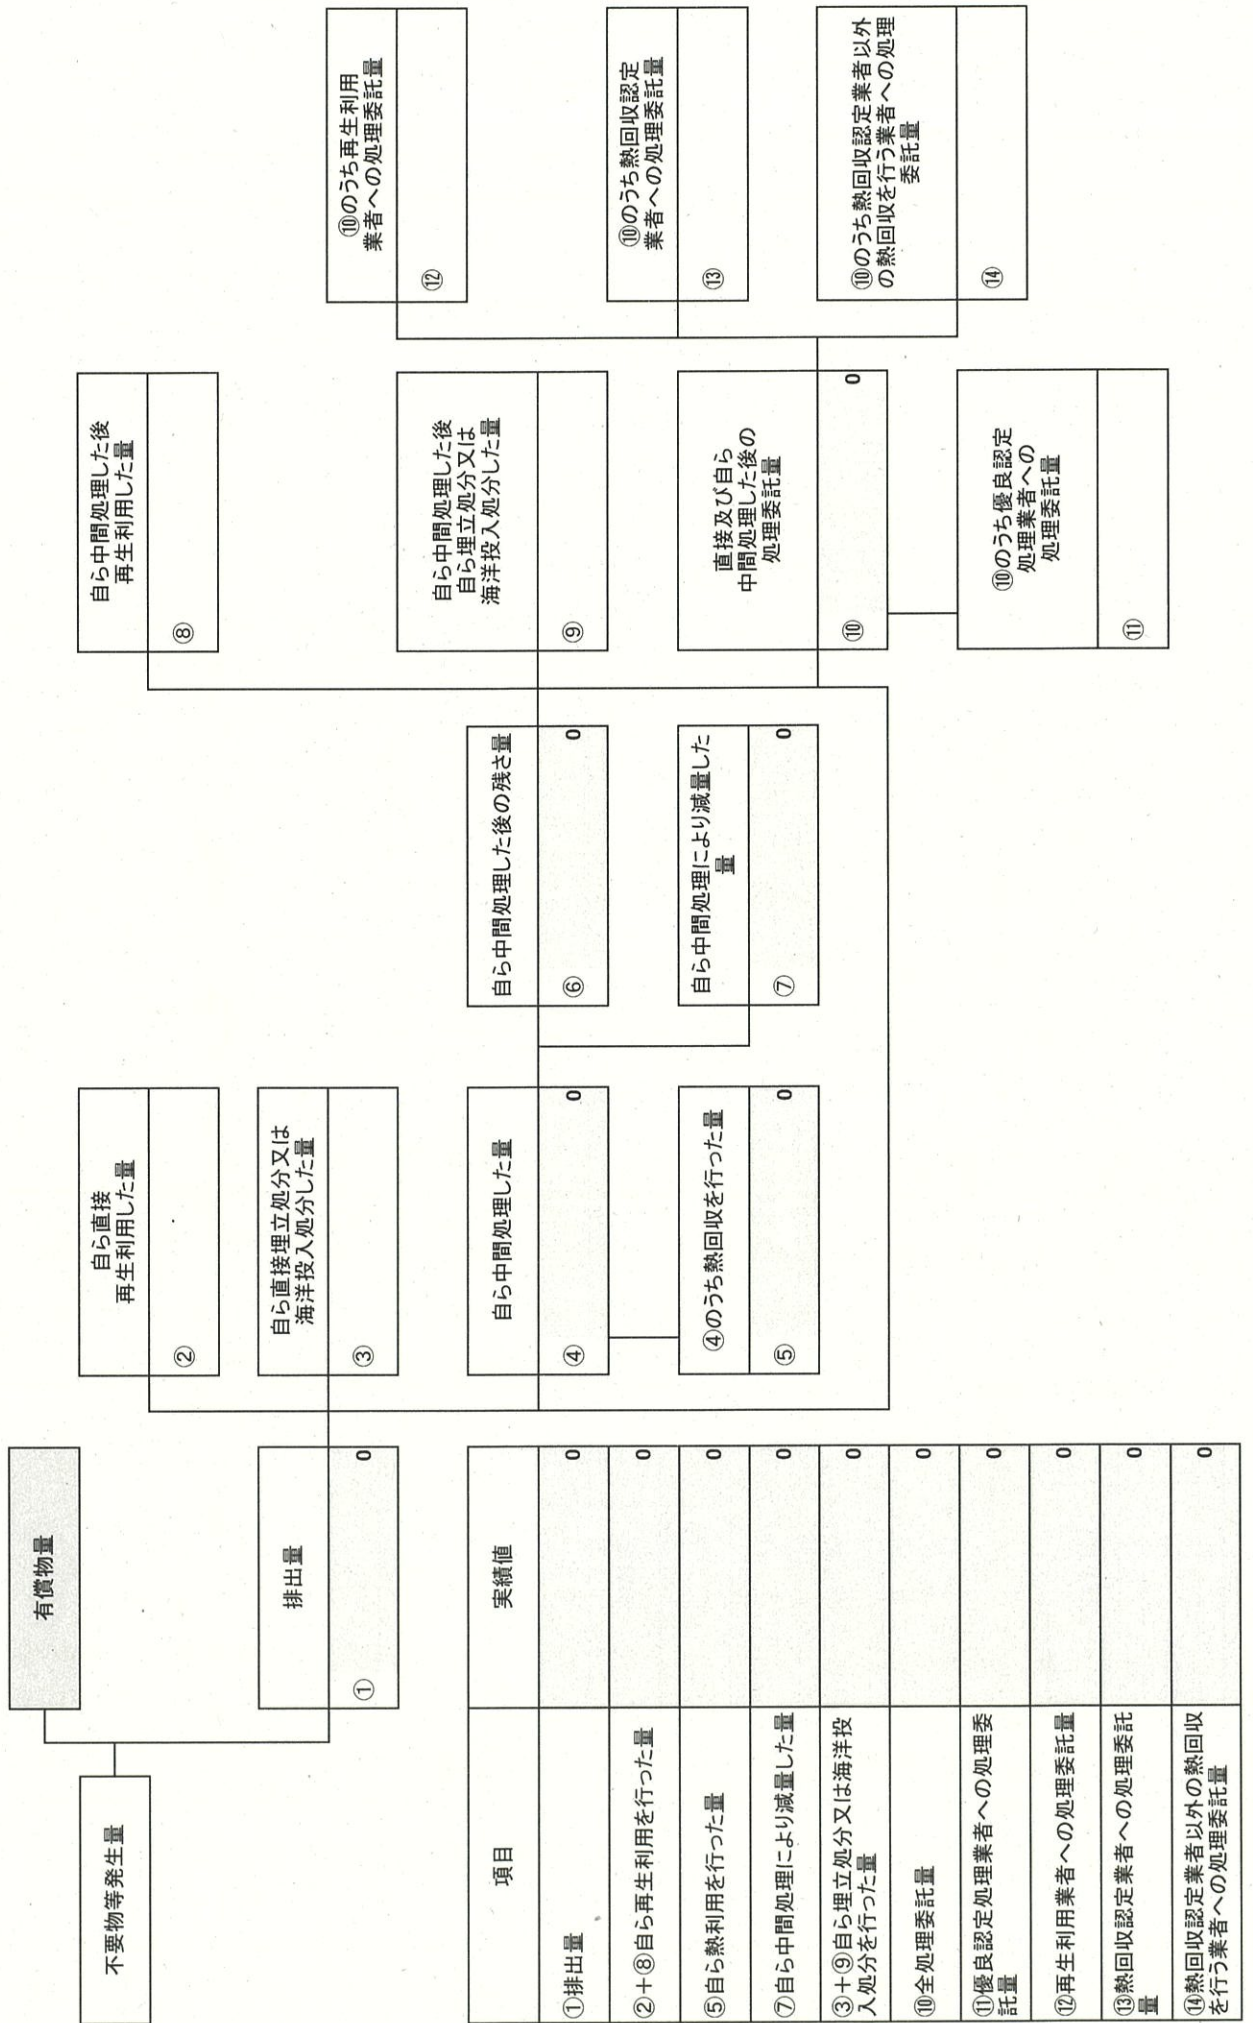 有償物量
不要物等発生量
排出量
①
0
自ら直接
再生利用した量
②
自ら直接埋立処分又は
海洋投入処分した量
③
自ら中間処理した量
④
0
④のうち熱回収を行った量
⑤
0
自ら中間処理した後の残さ量
⑥
0
自ら中間処理により減量した
量
⑦
0
自ら中間処理した後
再生利用した量
⑧
自ら中間処理した後
自ら埋立処分又は
海洋投入処分した量
⑨
直接及び自ら
中間処理した後の
処理委託量
⑩
0
⑩のうち優良認定
処理業者への
処理委託量
⑪
⑩のうち再生利用
業者への処理委託量
⑫
⑩のうち熱回収認定
業者への処理委託量
⑬
⑩のうち熱回収認定業者以外
の熱回収を行う業者への処理
委託量
⑭
項目
実績値
①排出量
0
②+⑧自ら再生利用を行った量
0
⑤自ら熱利用を行った量
0
⑦自ら中間処理により減量した量
0
③+⑨自ら埋立処分又は海洋投
入処分を行った量
0
⑩全処理委託量
0
⑪優良認定処理業者への処理委
託量
0
⑫再生利用業者への処理委託量
0
⑬熱回収認定業者への処理委託
量
0
⑭熱回収認定業者以外の熱回収
を行う業者への処理委託量
0